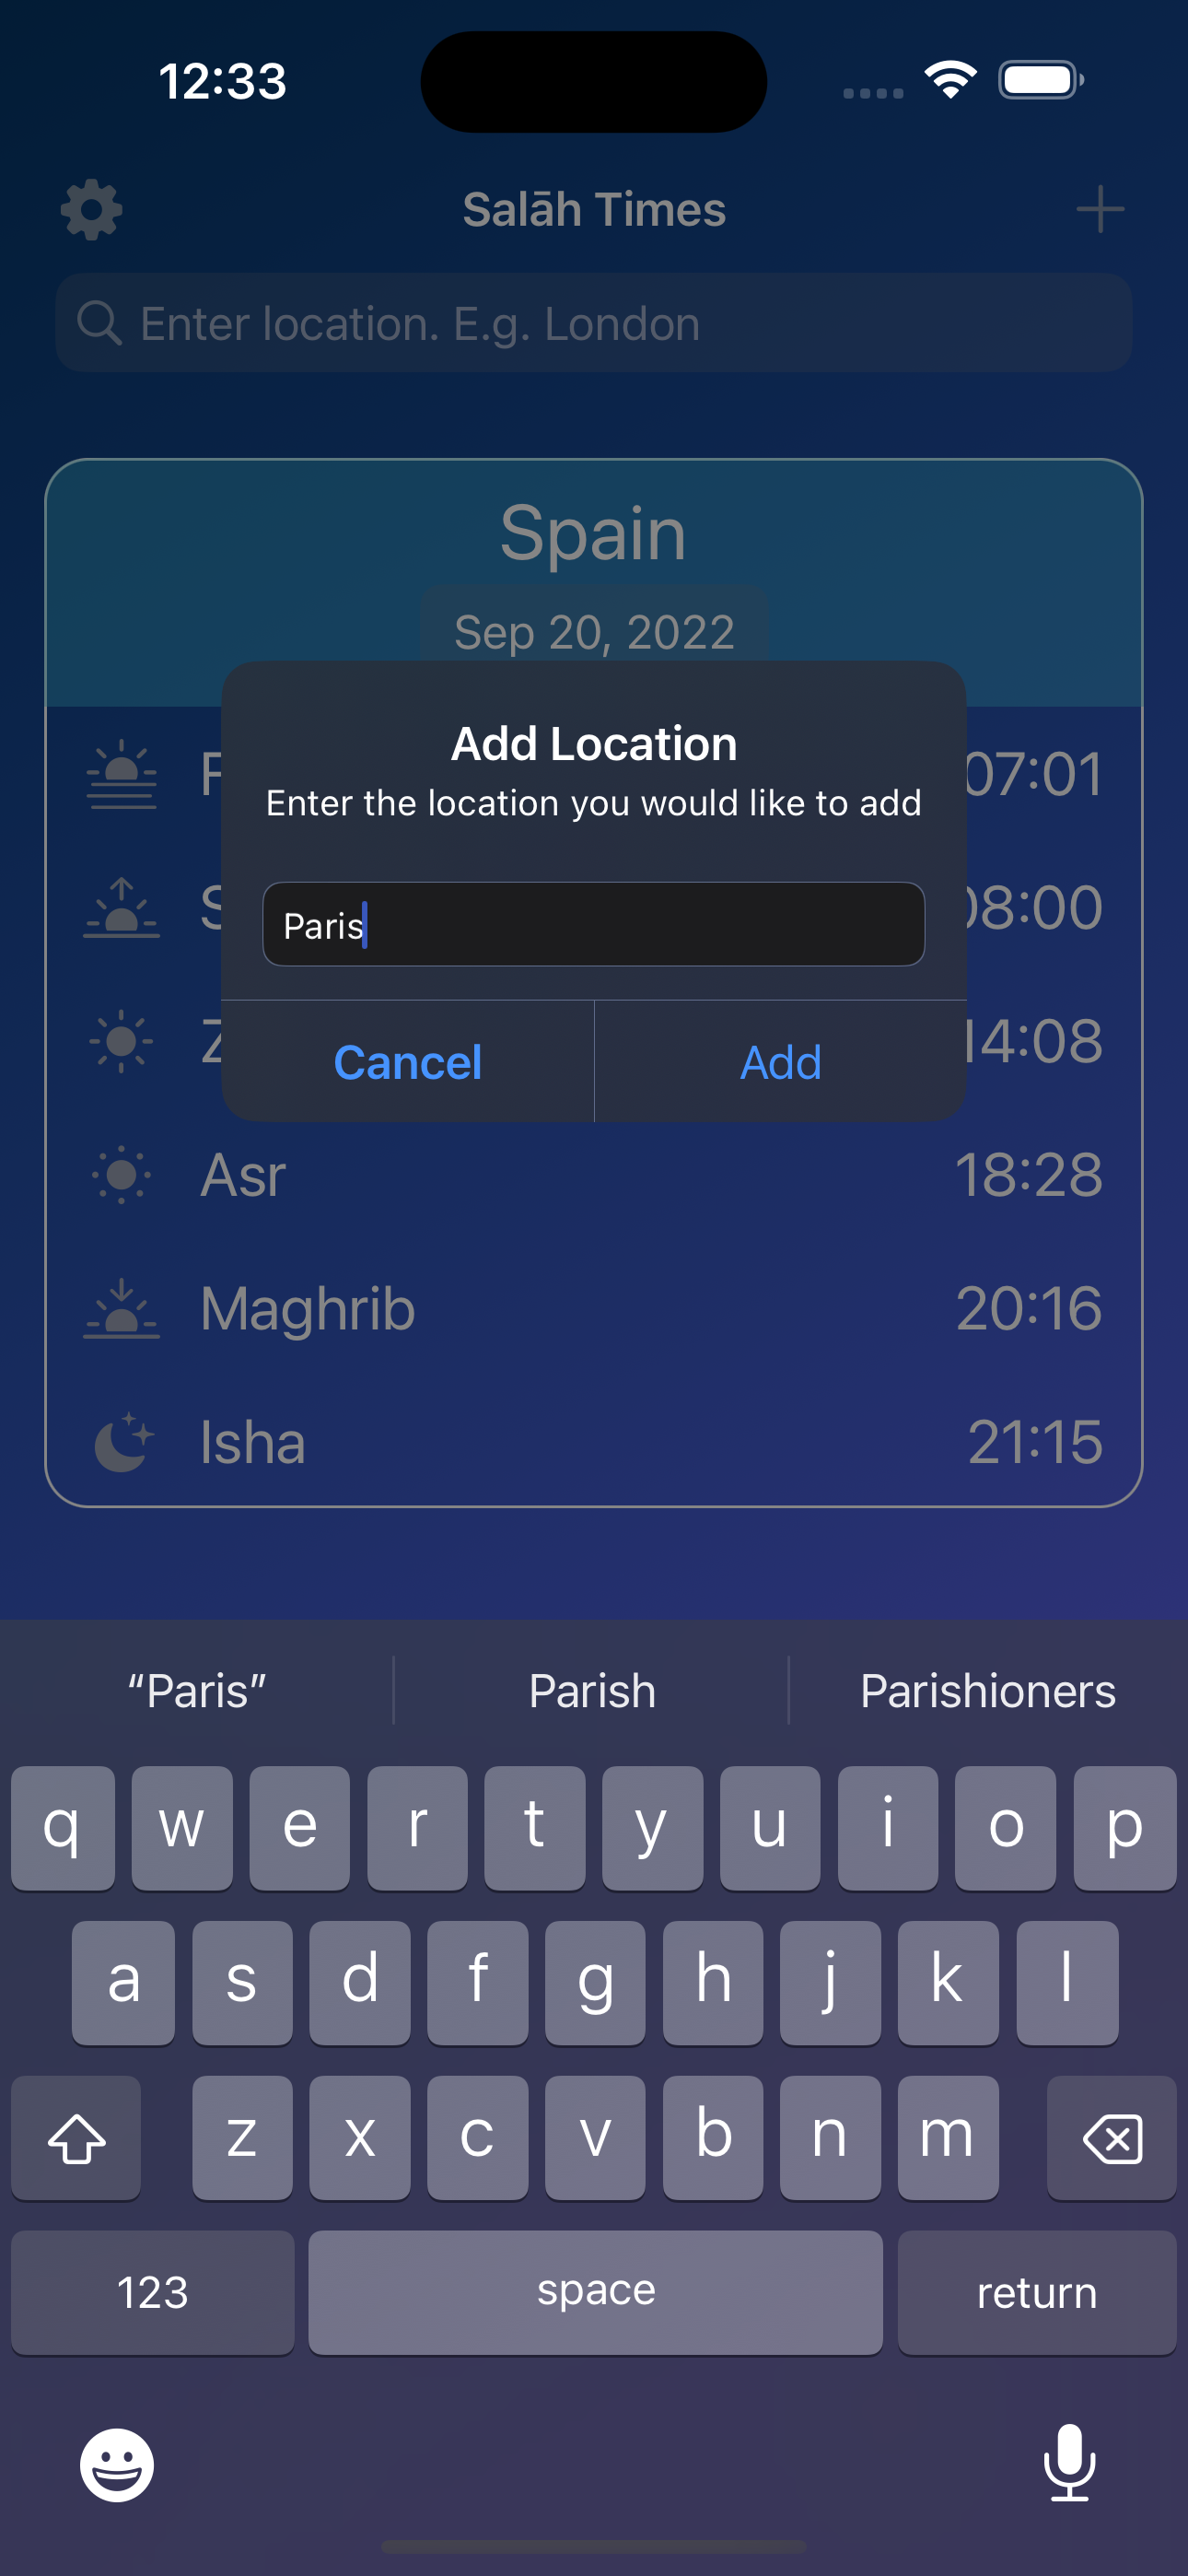 12:33
Salāh Times
Enter location. E.g. London
Spain
Sep 20, 2022
Add Location
Enter the location you would like to add
Paris
Cancel Add
07:01
08:00
14:08
Asr 18:28
Maghrib 20:16
Isha 21:15
“Paris” Parish Parishioners
q w e r t y u i o p
a s d f g h j k l
z x c v b n m
123 space return